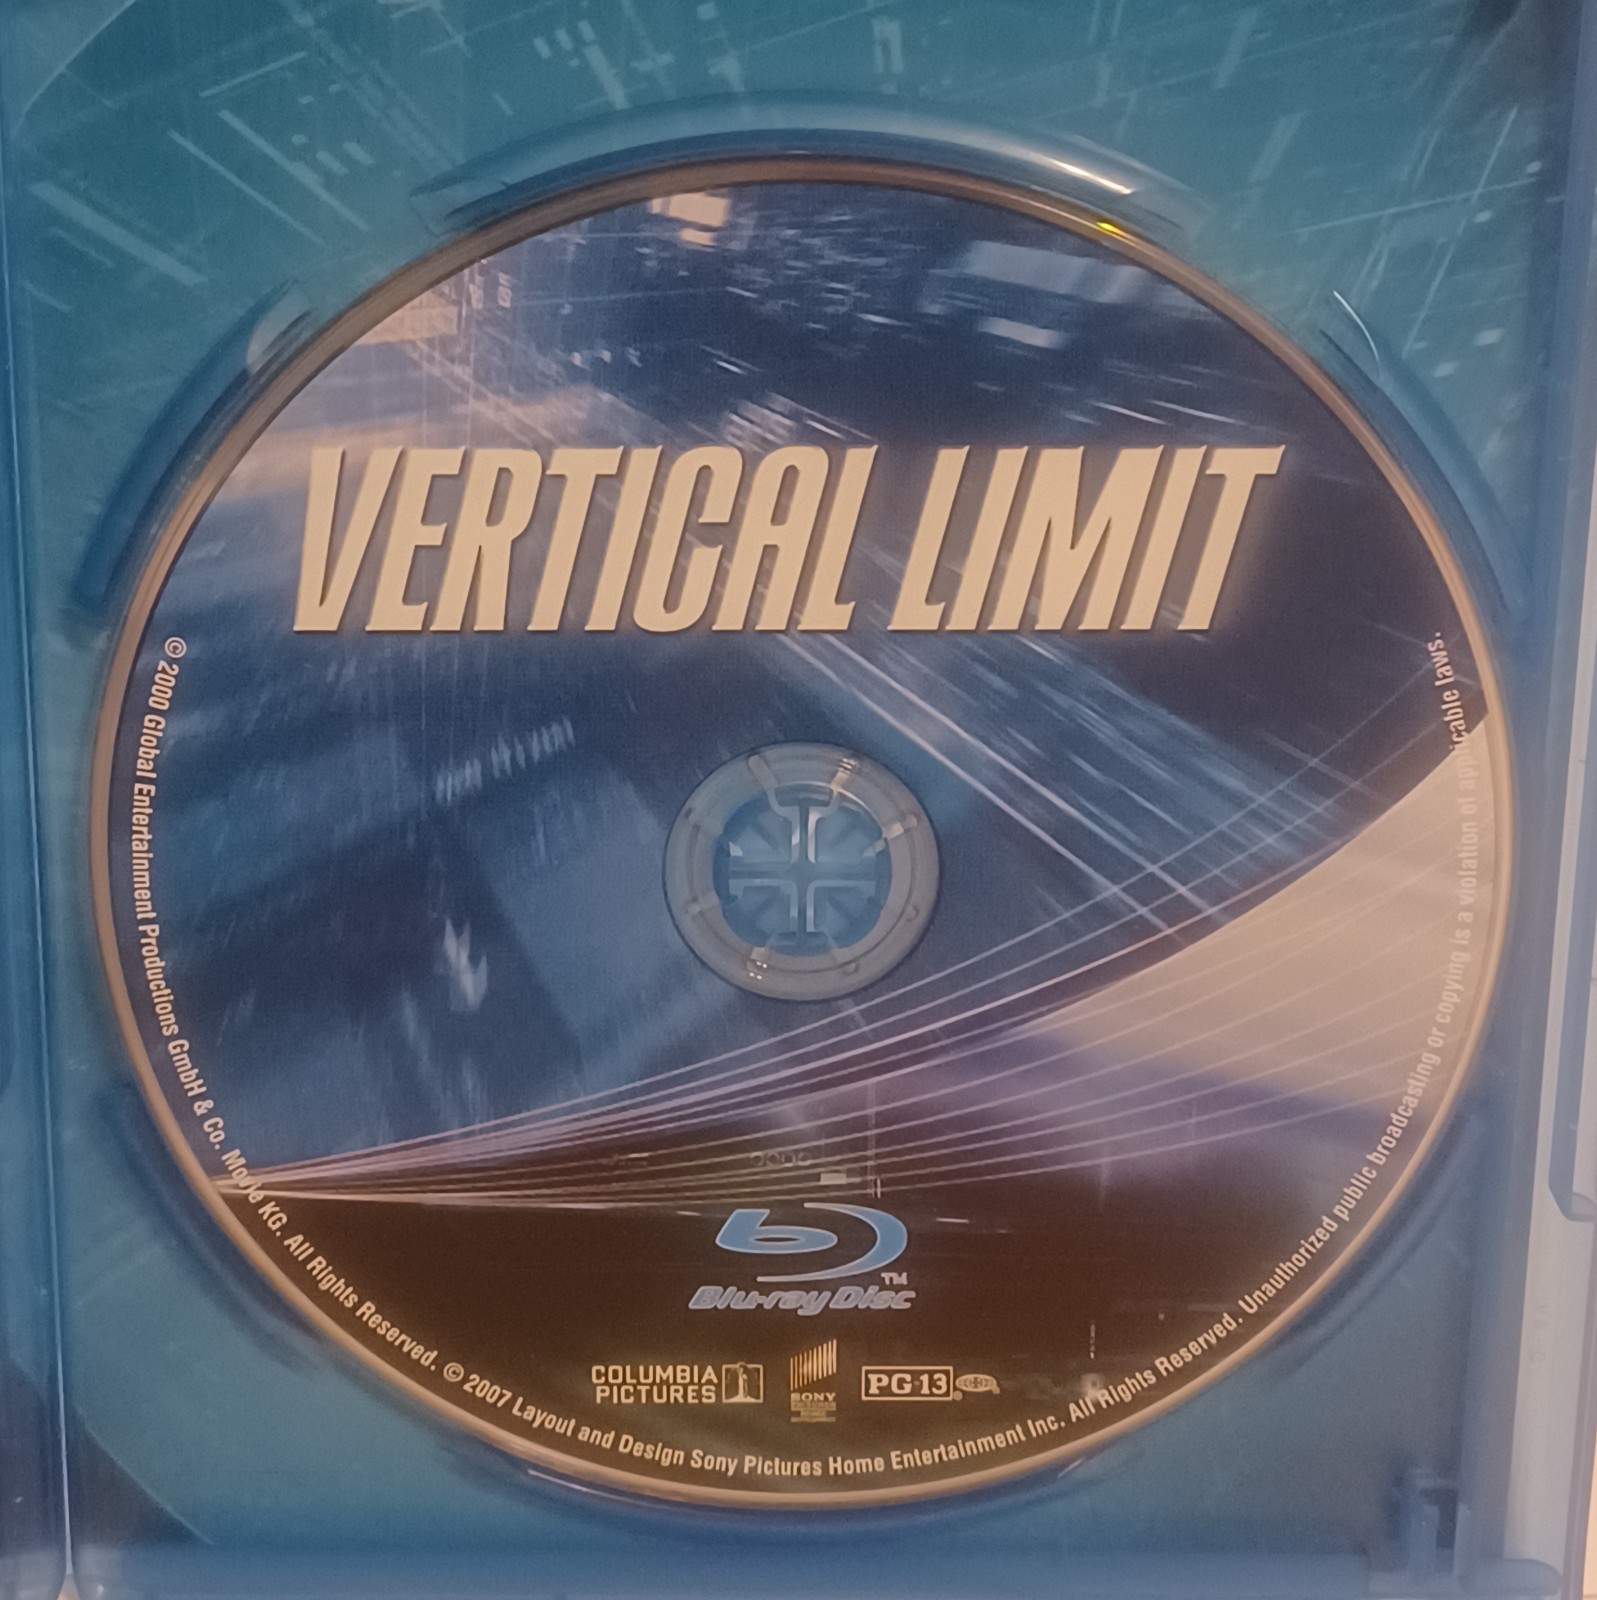 VERTICAL LIMIT
Blu-ray Disc™
COLUMBIA
PICTURES
SONY
PICTURES
PG-13
© 2000 Global Entertainment Productions GmbH & Co. Movie KG. All Rights Reserved. © 2007 Layout and Design Sony Pictures Home Entertainment Inc. All Rights Reserved. Unauthorized public broadcasting or copying is a violation of applicable laws.